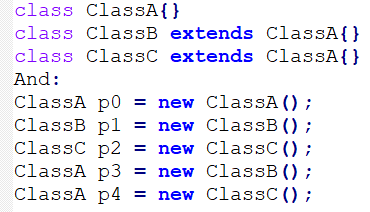 class ClassA{}
class ClassB extends ClassA{}
class ClassC extends ClassA{}
And:
ClassA p0 = new ClassA();
ClassB p1 = new ClassB();
ClassC p2 = new ClassC();
ClassA p3 = new ClassB();
ClassA p4 = new ClassC();